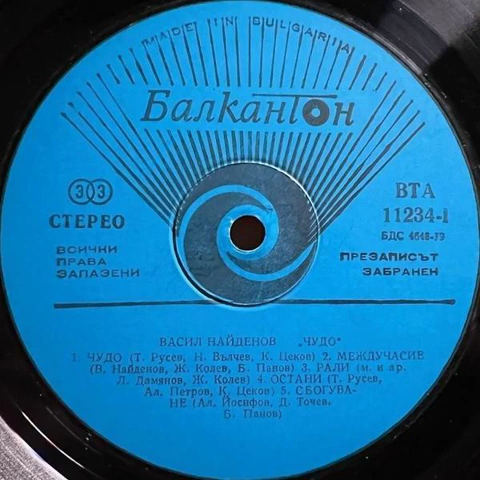 MADE IN BULGARIA
Балкантон
33
СТЕРЕО
ВТА
11234-1
БДС 4648-79
ВСИЧКИ
ПРАВА
ЗАПАЗЕНИ
ПРЕЗАПИСЪТ
ЗАБРАНЕН
ВАСИЛ НАЙДЕНОВ „ЧУДО“
1. ЧУДО (Т. Русев, Н. Вълчев, К. Цеков) 2. МЕЖДУЧАСИЕ
(В. Найденов, Ж. Колев, Б. Панов) 3. РАЛИ (м. и ар.
Л. Дамянов, Ж. Колев) 4. ОСТАНИ (Т. Русев,
Ал. Петров, К. Цеков) 5. СБОГУВА-
НЕ (Ал. Йосифов, Д. Точев,
Б. Панов)